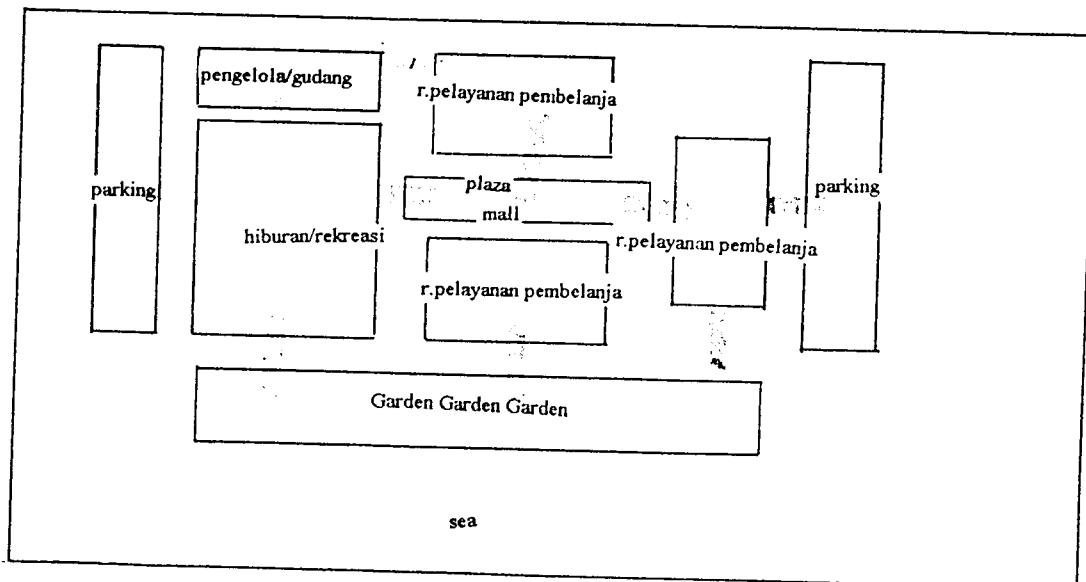 pengelola/gudang
r.pelayanan pembelanja
parking
plaza
parking
mall
hiburan/rekreasi
r.pelayanan pembelanja
r.pelayanan pembelanja
Garden Garden Garden
sea